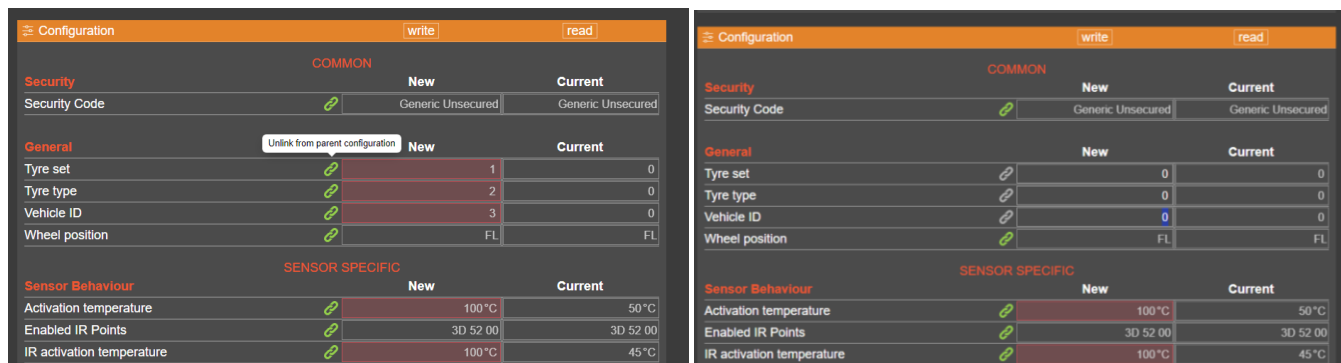 Configuration write read
COMMON
Security New Current
Security Code Generic Unsecured Generic Unsecured
Unlink from parent configuration
General New Current
Tyre set 1 0
Tyre type 2 0
Vehicle ID 3 0
Wheel position FL FL
SENSOR SPECIFIC
Sensor Behaviour New Current
Activation temperature 100°C 50°C
Enabled IR Points 3D 52 00 3D 52 00
IR activation temperature 100°C 45°C
Configuration write read
COMMON
Security New Current
Security Code Generic Unsecured Generic Unsecured
General New Current
Tyre set 0 0
Tyre type 0 0
Vehicle ID 0 0
Wheel position FL FL
SENSOR SPECIFIC
Sensor Behaviour New Current
Activation temperature 100°C 50°C
Enabled IR Points 3D 52 00 3D 52 00
IR activation temperature 100°C 45°C